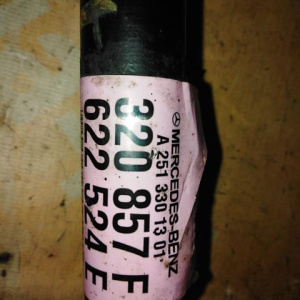 MERCEDES-BENZ
A 251 330 13 01
320 857 F
622 524 E